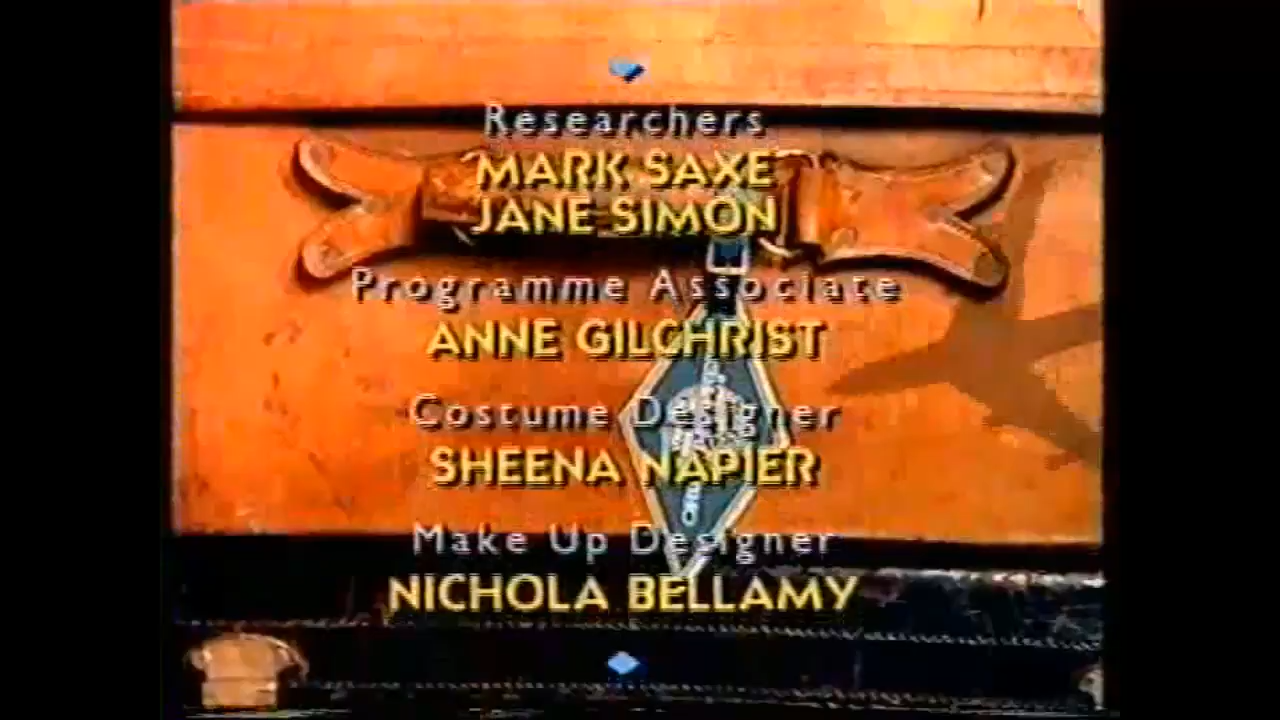 Researchers
MARK SAXE
JANE SIMON
Programme Associate
ANNE GILCHRIST
Costume Designer
SHEENA NAPIER
Make Up Designer
NICHOLA BELLAMY